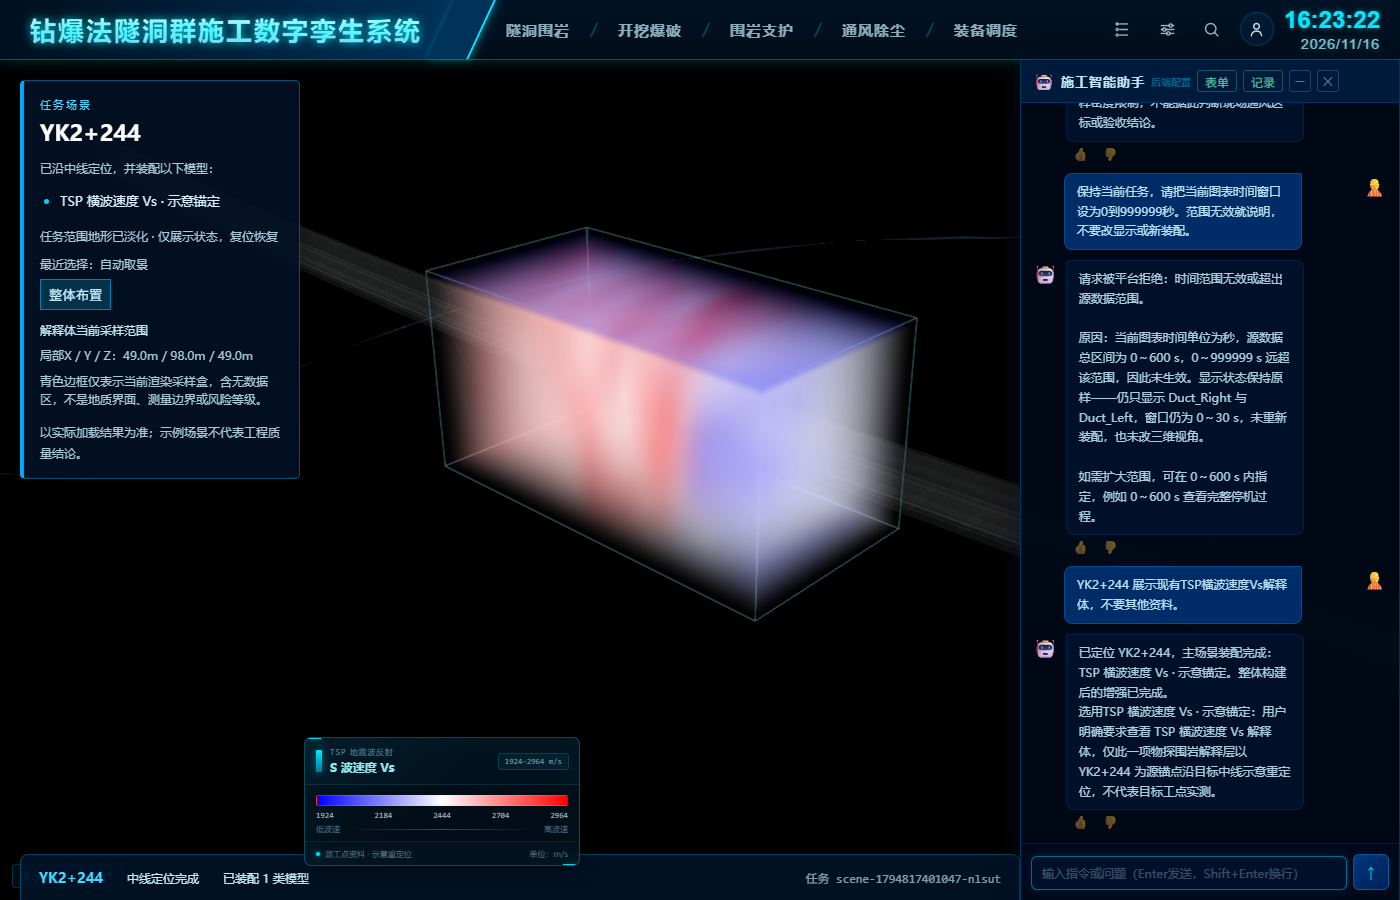 钻爆法隧洞群施工数字孪生系统
隧洞围岩 / 开挖爆破 / 围岩支护 / 通风除尘 / 装备调度
16:23:22
2026/11/16
任务场景
YK2+244
已沿中线定位，并装配以下模型：
TSP 横波速度 Vs · 示意锚定
任务范围地形已淡化 · 仅展示状态，复位恢复
最近选择：自动取景
整体布置
解释体当前采样范围
局部X / Y / Z：49.0m / 98.0m / 49.0m
青色边框仅表示当前渲染采样盒，含无数据
区，不是地质界面、测量边界或风险等级。
以实际加载结果为准；示例场景不代表工程质
量结论。
TSP 地震波反射
S 波速度 Vs
1924–2964 m/s
1924 2184 2444 2704 2964
低波速 高波速
源工点资料 · 示意重定位 单位：m/s
YK2+244 中线定位完成 已装配 1 类模型
任务 scene-1794817401047-nlsut
施工智能助手 后端配置 表单 记录
标或验收结论。
保持当前任务，请把当前图表时间窗口
设为0到999999秒。范围无效就说明，
不要改显示或新装配。
请求被平台拒绝：时间范围无效或超出
源数据范围。
原因：当前图表时间单位为秒，源数据
总区间为 0～600 s，0～999999 s 远超
该范围，因此未生效。显示状态保持原
样——仍只显示 Duct_Right 与
Duct_Left，窗口仍为 0～30 s，未重新
装配，也未改三维视角。
如需扩大范围，可在 0～600 s 内指
定，例如 0～600 s 查看完整停机过
程。
YK2+244 展示现有TSP横波速度Vs解释
体，不要其他资料。
已定位 YK2+244，主场景装配完成：
TSP 横波速度 Vs · 示意锚定。整体构建
后的增强已完成。
选用TSP 横波速度 Vs · 示意锚定：用户
明确要求查看 TSP 横波速度 Vs 解释
体，仅此一项物探围岩解释层以
YK2+244 为源锚点沿目标中线示意重定
位，不代表目标工点实测。
输入指令或问题（Enter发送，Shift+Enter换行）